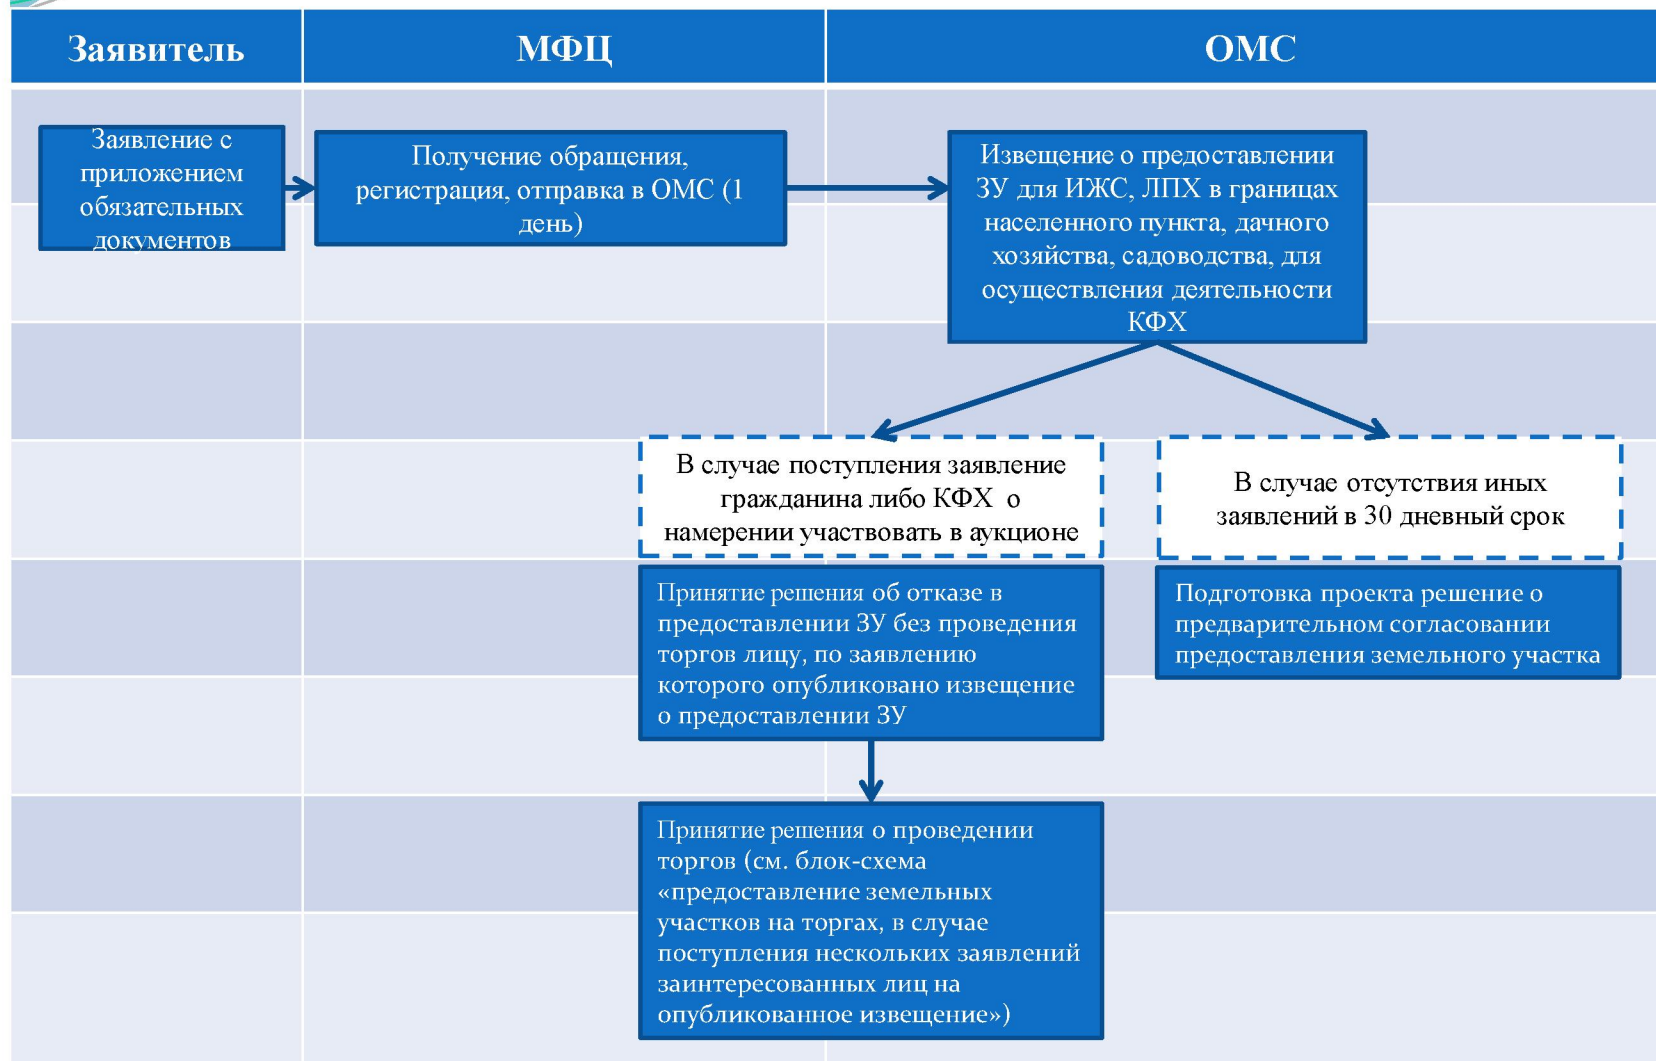 Заявитель
МФЦ
ОМС
Заявление с
приложением
обязательных
документов
Получение обращения,
регистрация, отправка в ОМС (1
день)
Извещение о предоставлении
ЗУ для ИЖС, ЛПХ в границах
населенного пункта, дачного
хозяйства, садоводства, для
осуществления деятельности
КФХ
В случае поступления заявление
гражданина либо КФХ о
намерении участвовать в аукционе
В случае отсутствия иных
заявлений в 30 дневный срок
Принятие решения об отказе в
предоставлении ЗУ без проведения
торгов лицу, по заявлению
которого опубликовано извещение
о предоставлении ЗУ
Подготовка проекта решение о
предварительном согласовании
предоставления земельного участка
Принятие решения о проведении
торгов (см. блок-схема
«предоставление земельных
участков на торгах, в случае
поступления нескольких заявлений
заинтересованных лиц на
опубликованное извещение»)